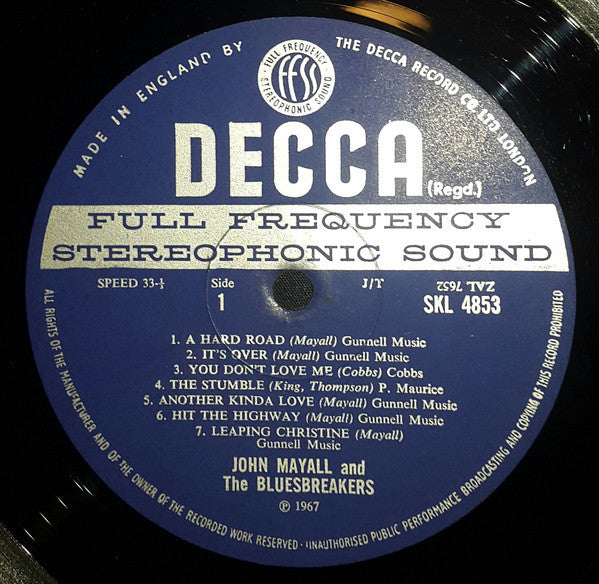 MADE IN ENGLAND BY
THE DECCA RECORD CO LTD LONDON
FULL FREQUENCY
ffss
STEREOPHONIC SOUND
DECCA
(Regd.)
FULL FREQUENCY
STEREOPHONIC SOUND
SPEED 33-⅓
Side
1
J/T
ZAL 7652
SKL 4853
1. A HARD ROAD (Mayall) Gunnell Music
2. IT'S OVER (Mayall) Gunnell Music
3. YOU DON'T LOVE ME (Cobbs) Cobbs
4. THE STUMBLE (King, Thompson) P. Maurice
5. ANOTHER KINDA LOVE (Mayall) Gunnell Music
6. HIT THE HIGHWAY (Mayall) Gunnell Music
7. LEAPING CHRISTINE (Mayall)
Gunnell Music
JOHN MAYALL and
The BLUESBREAKERS
℗ 1967
ALL RIGHTS OF THE MANUFACTURER AND OF THE OWNER OF THE RECORDED WORK RESERVED · UNAUTHORISED PUBLIC PERFORMANCE BROADCASTING AND COPYING OF THIS RECORD PROHIBITED